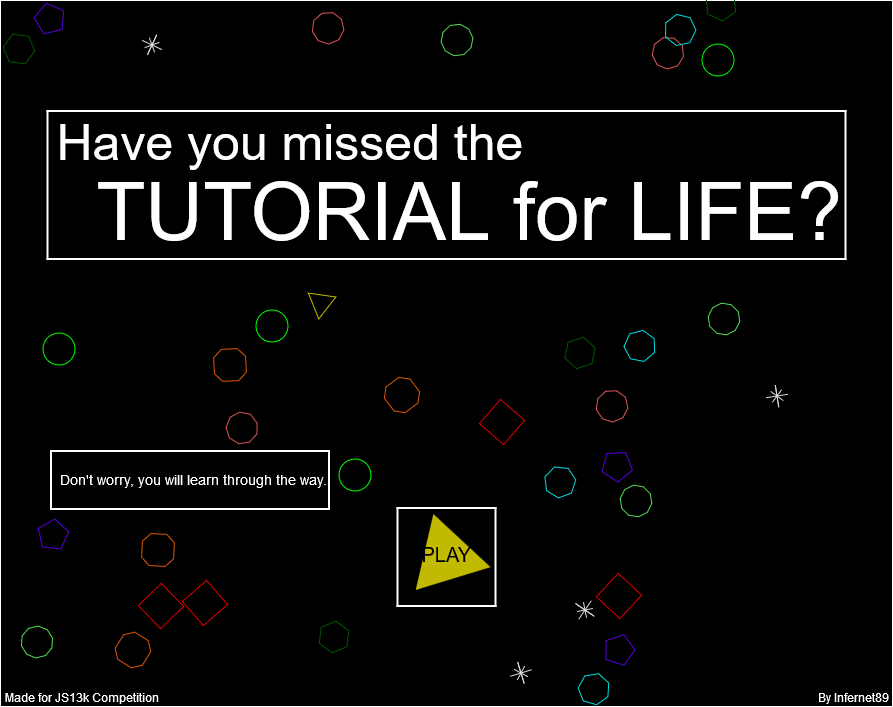 Have you missed the
TUTORIAL for LIFE?
Don't worry, you will learn through the way.
PLAY
Made for JS13k Competition
By Infernet89